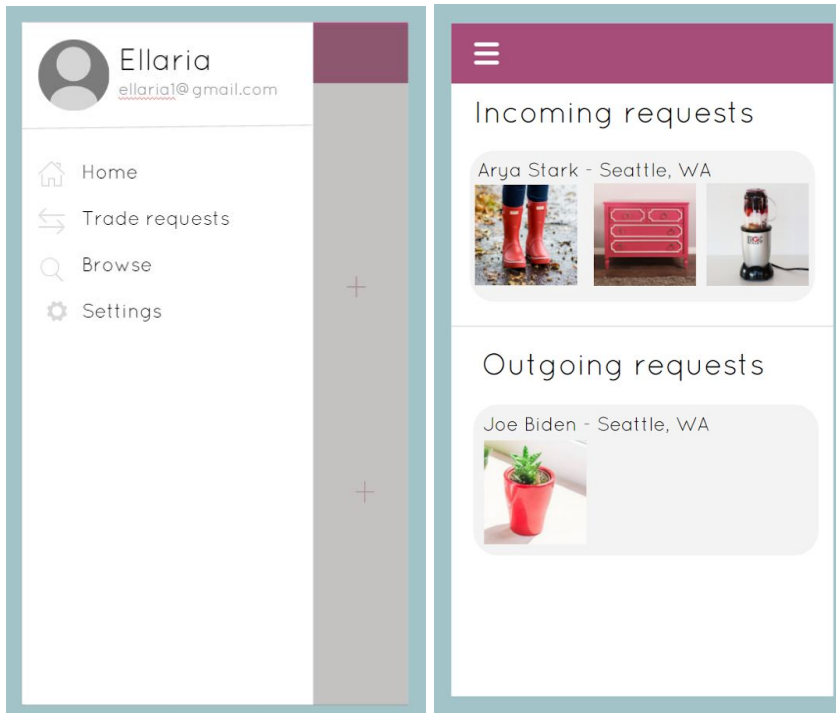 Ellaria
ellaria1@gmail.com
Home
Trade requests
Browse
Settings
Incoming requests
Arya Stark - Seattle, WA
Outgoing requests
Joe Biden - Seattle, WA